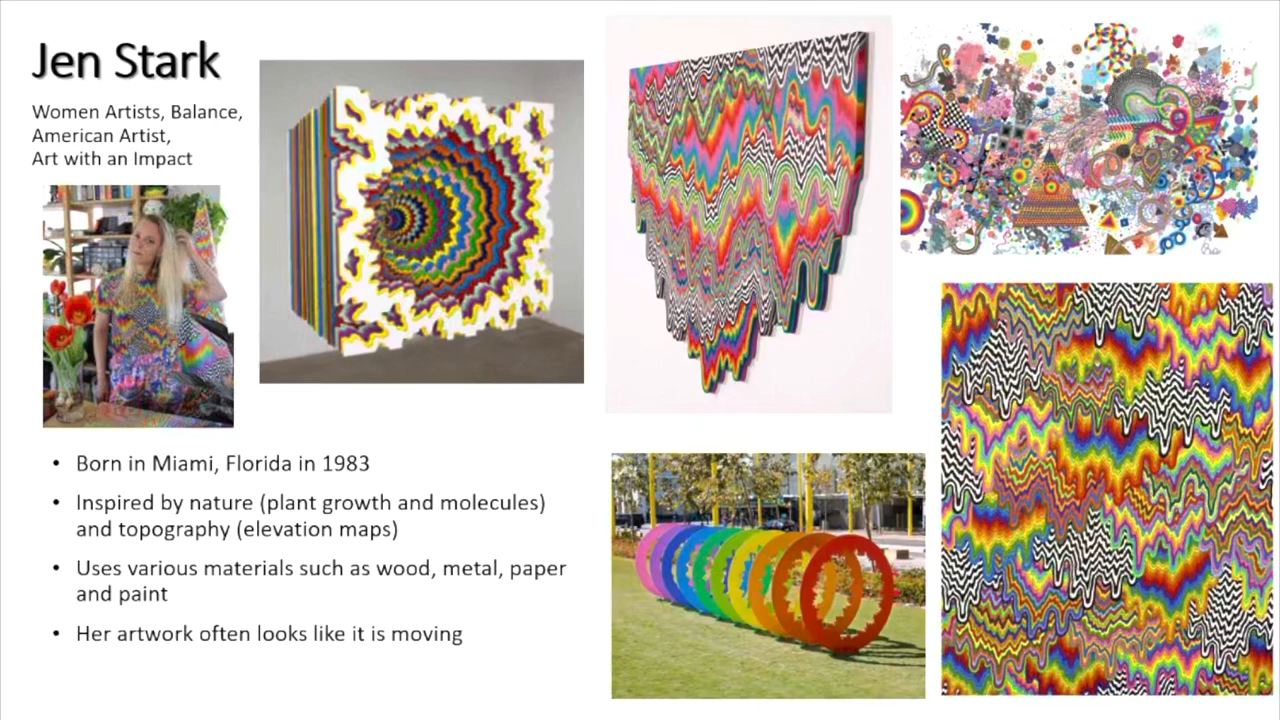 Jen Stark
Women Artists, Balance,
American Artist,
Art with an Impact
• Born in Miami, Florida in 1983
• Inspired by nature (plant growth and molecules)
and topography (elevation maps)
• Uses various materials such as wood, metal, paper
and paint
• Her artwork often looks like it is moving